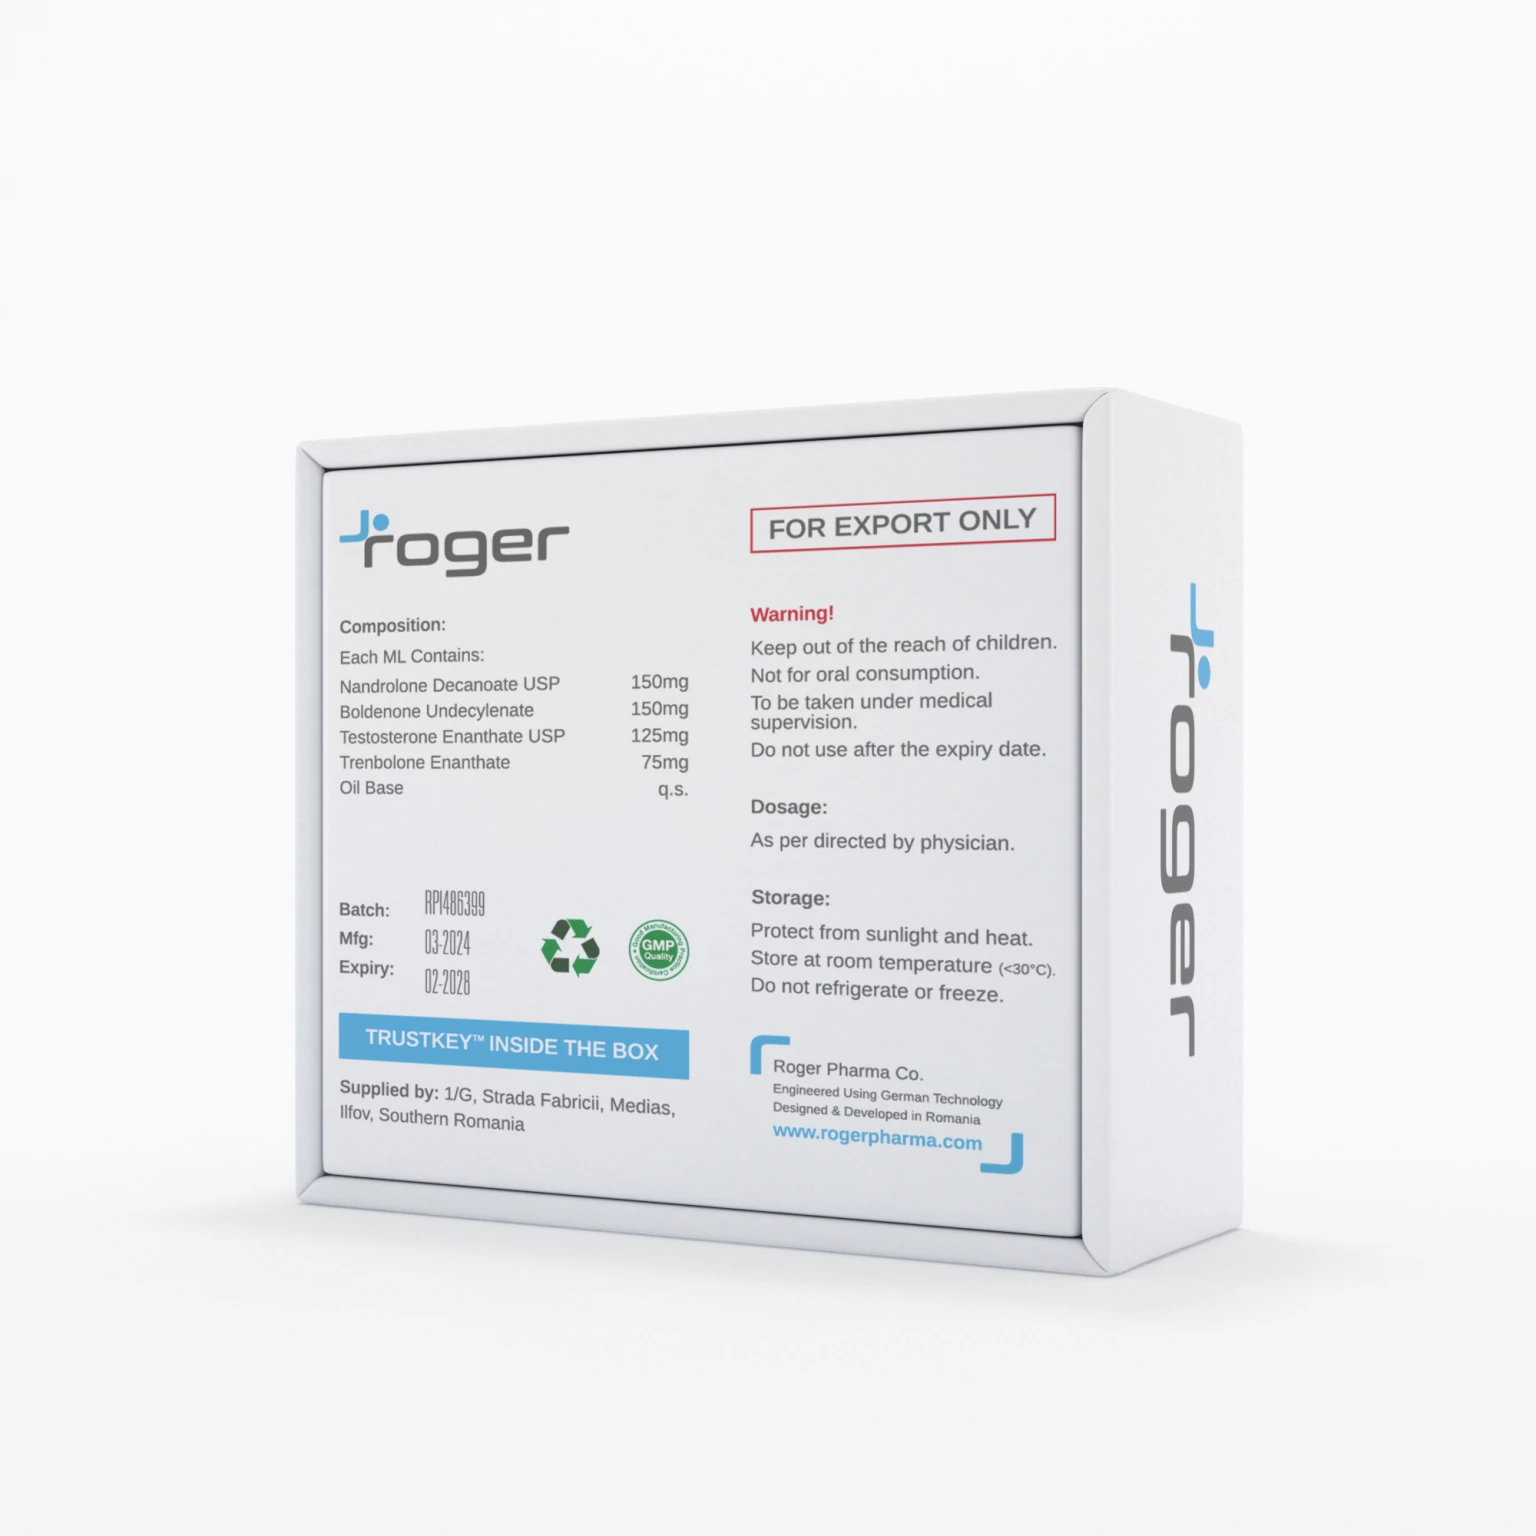 roger
Composition:
Each ML Contains:
Nandrolone Decanoate USP 150mg
Boldenone Undecylenate 150mg
Testosterone Enanthate USP 125mg
Trenbolone Enanthate 75mg
Oil Base q.s.
Batch: RP1486399
Mfg: 03-2024
Expiry: 02-2028
Good Manufacturing Practice Certification
GMP
Quality
TRUSTKEY™ INSIDE THE BOX
Supplied by: 1/G, Strada Fabricii, Medias,
Ilfov, Southern Romania
FOR EXPORT ONLY
Warning!
Keep out of the reach of children.
Not for oral consumption.
To be taken under medical
supervision.
Do not use after the expiry date.
Dosage:
As per directed by physician.
Storage:
Protect from sunlight and heat.
Store at room temperature (<30°C).
Do not refrigerate or freeze.
Roger Pharma Co.
Engineered Using German Technology
Designed & Developed in Romania
www.rogerpharma.com
roger